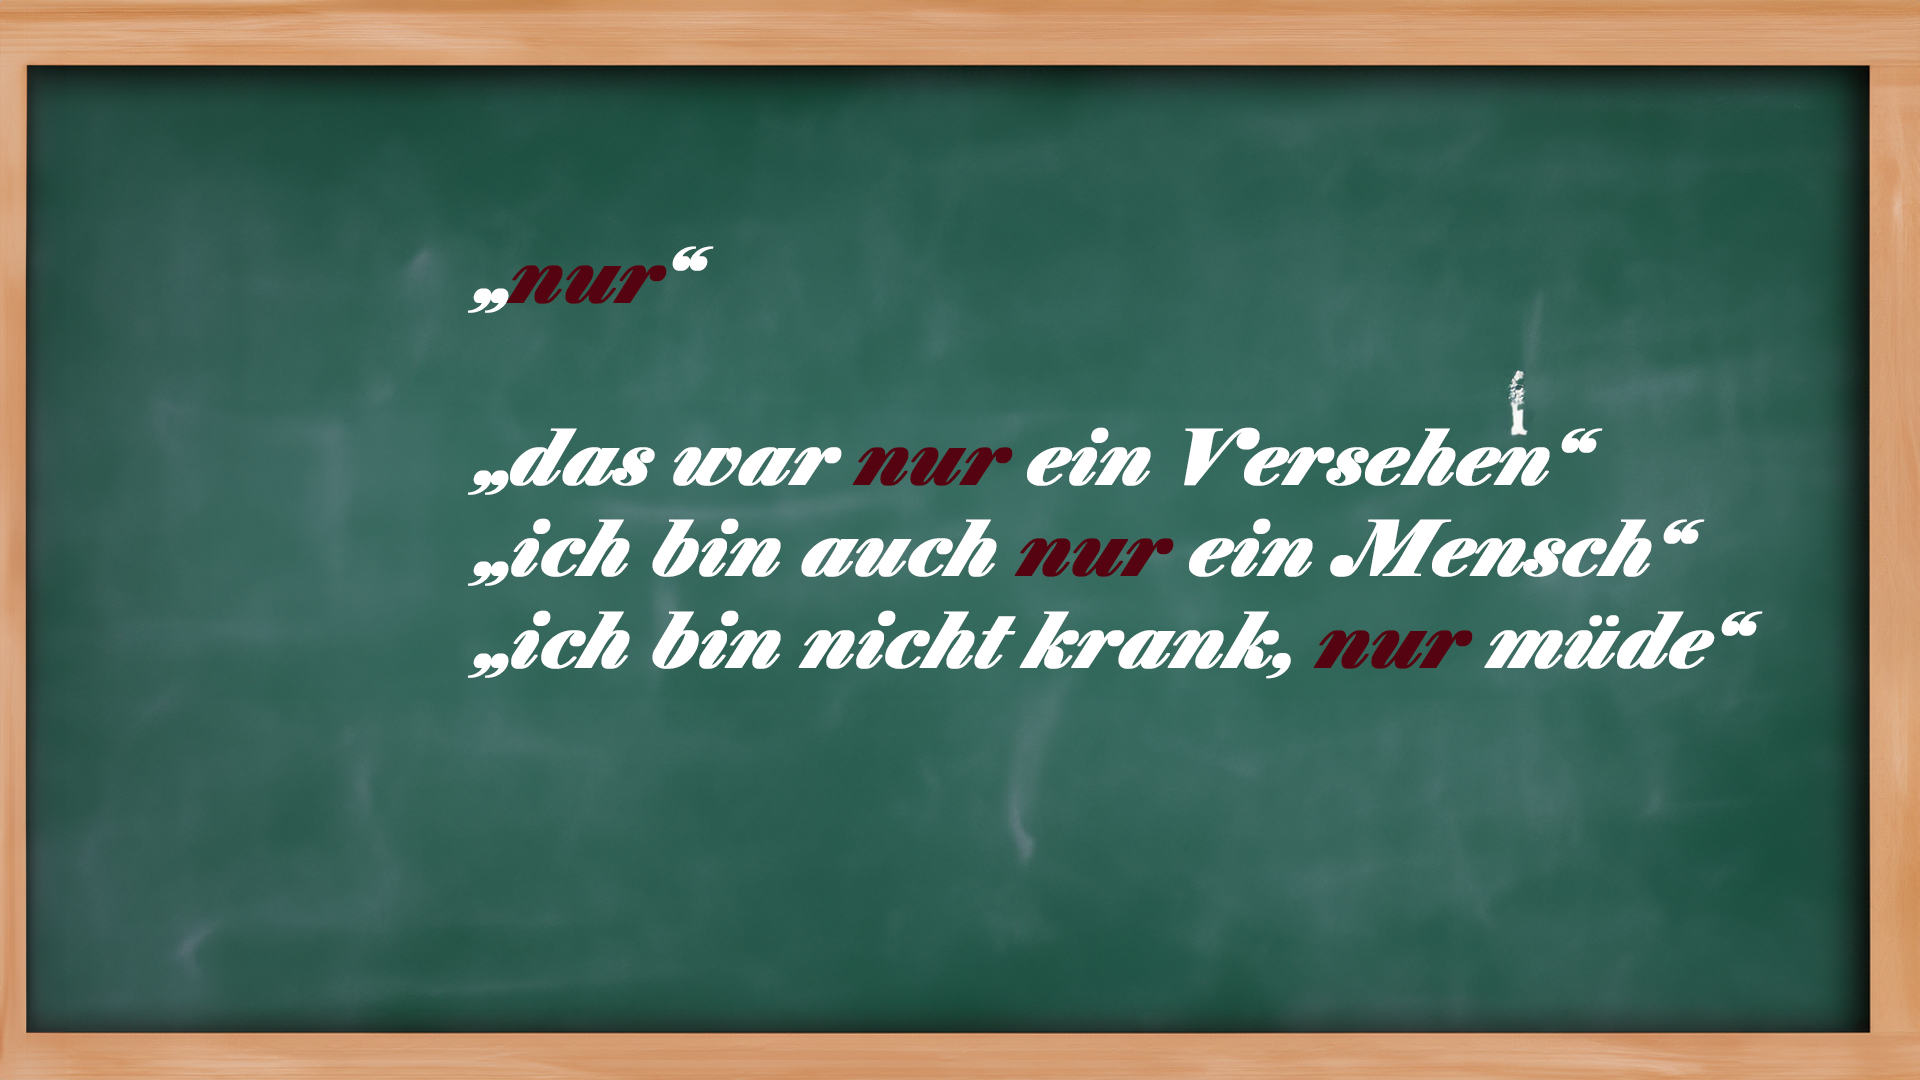 „nur“
„das war nur ein Versehen“
„ich bin auch nur ein Mensch“
„ich bin nicht krank, nur müde“